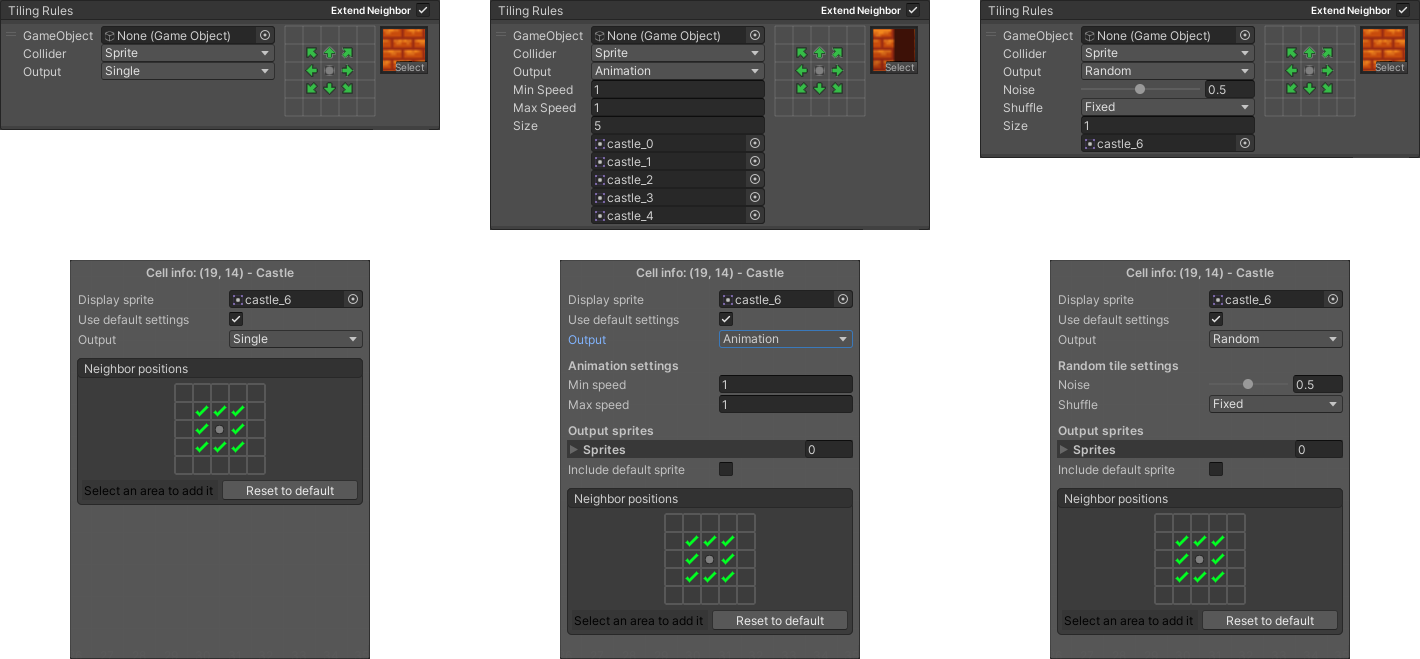 Tiling Rules Extend Neighbor
GameObject None (Game Object)
Collider Sprite
Output Single
Select
Tiling Rules Extend Neighbor
GameObject None (Game Object)
Collider Sprite
Output Animation
Min Speed 1
Max Speed 1
Size 5
castle_0
castle_1
castle_2
castle_3
castle_4
Select
Tiling Rules Extend Neighbor
GameObject None (Game Object)
Collider Sprite
Output Random
Noise 0.5
Shuffle Fixed
Size 1
castle_6
Select
Cell info: (19, 14) - Castle
Display sprite castle_6
Use default settings
Output Single
Neighbor positions
Select an area to add it Reset to default
Cell info: (19, 14) - Castle
Display sprite castle_6
Use default settings
Output Animation
Animation settings
Min speed 1
Max speed 1
Output sprites
Sprites 0
Include default sprite
Neighbor positions
Select an area to add it Reset to default
Cell info: (19, 14) - Castle
Display sprite castle_6
Use default settings
Output Random
Random tile settings
Noise 0.5
Shuffle Fixed
Output sprites
Sprites 0
Include default sprite
Neighbor positions
Select an area to add it Reset to default